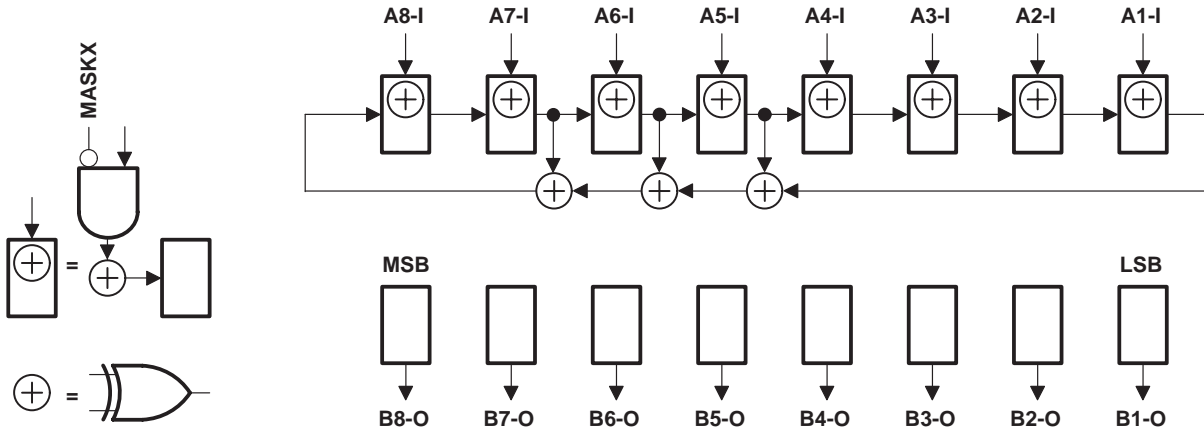 A8-I A7-I A6-I A5-I A4-I A3-I A2-I A1-I
MASKX
=
MSB LSB
=
B8-O B7-O B6-O B5-O B4-O B3-O B2-O B1-O